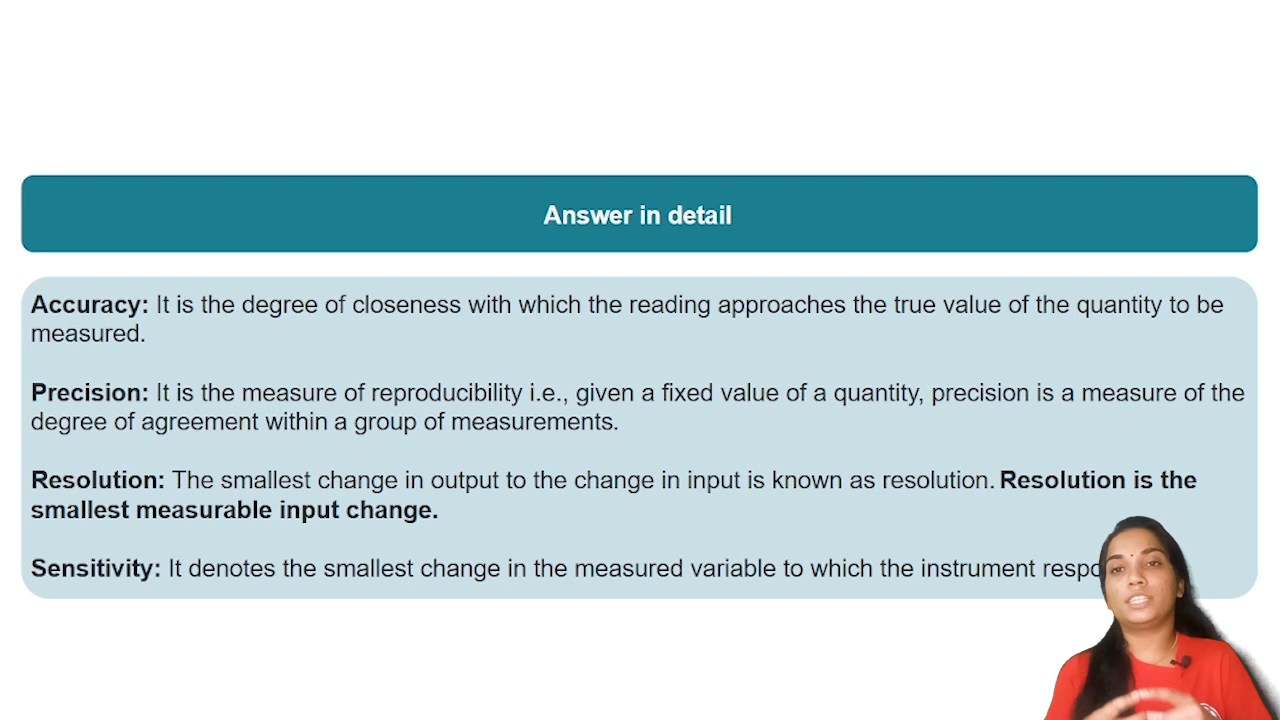 Answer in detail
Accuracy: It is the degree of closeness with which the reading approaches the true value of the quantity to be
measured.
Precision: It is the measure of reproducibility i.e., given a fixed value of a quantity, precision is a measure of the
degree of agreement within a group of measurements.
Resolution: The smallest change in output to the change in input is known as resolution. Resolution is the
smallest measurable input change.
Sensitivity: It denotes the smallest change in the measured variable to which the instrument